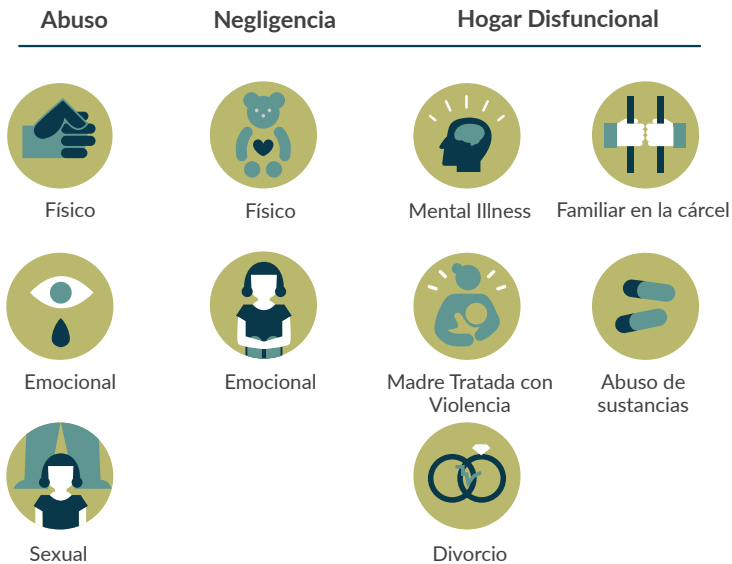 Abuso
Negligencia
Hogar Disfuncional
Físico
Físico
Mental Illness
Familiar en la cárcel
Emocional
Emocional
Madre Tratada con
Violencia
Abuso de
sustancias
Sexual
Divorcio